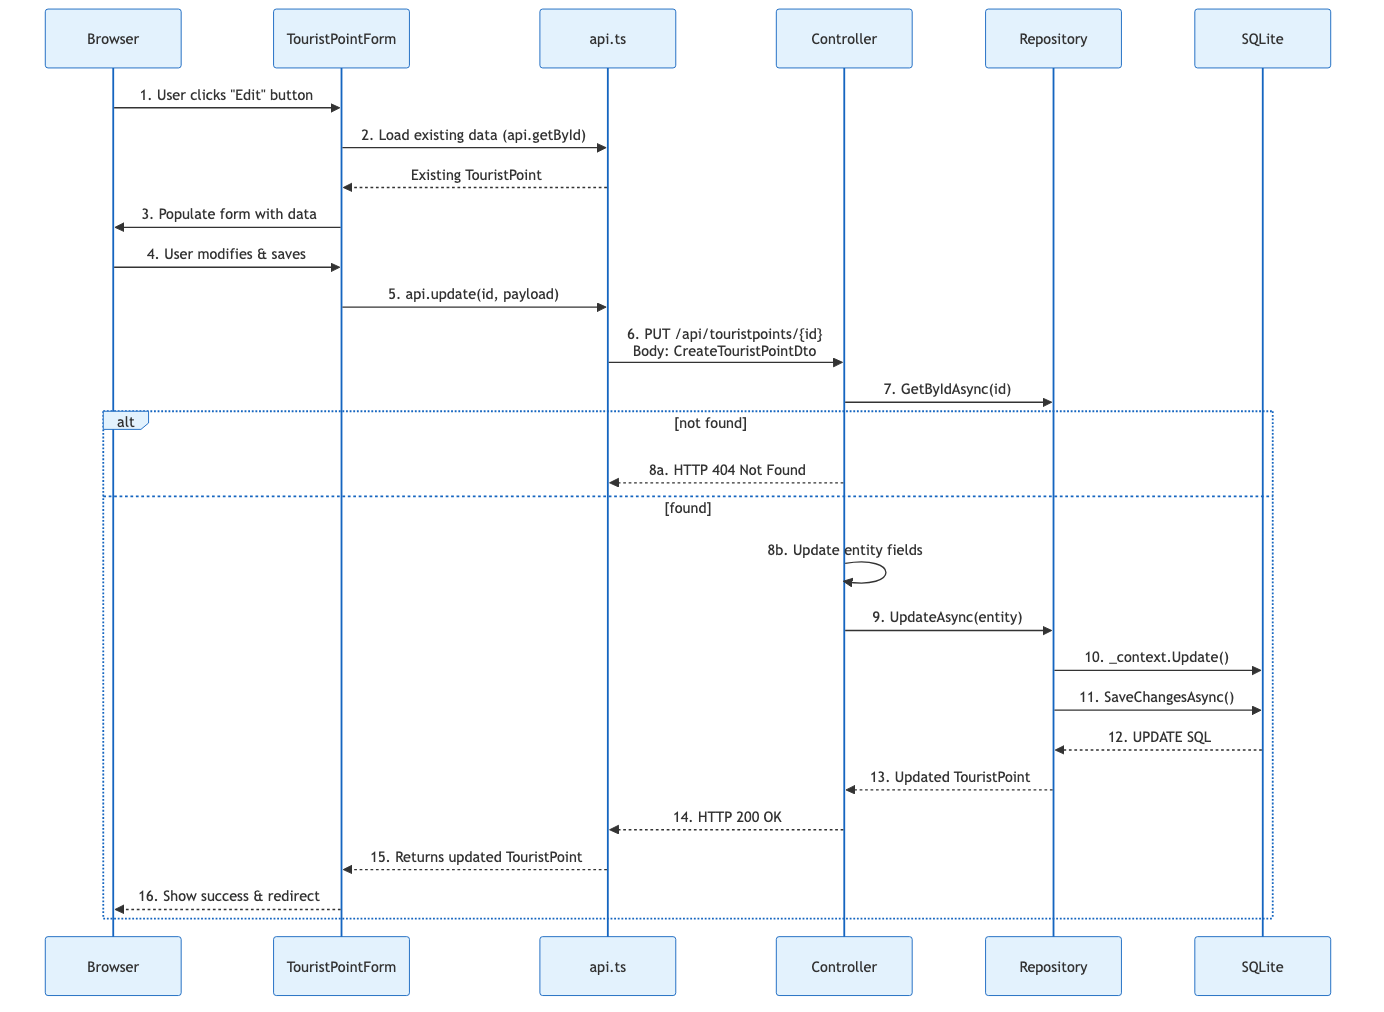 Browser
TouristPointForm
api.ts
Controller
Repository
SQLite
1. User clicks "Edit" button
2. Load existing data (api.getById)
Existing TouristPoint
3. Populate form with data
4. User modifies & saves
5. api.update(id, payload)
6. PUT /api/touristpoints/{id}
Body: CreateTouristPointDto
7. GetByIdAsync(id)
alt
[not found]
8a. HTTP 404 Not Found
[found]
8b. Update entity fields
9. UpdateAsync(entity)
10. _context.Update()
11. SaveChangesAsync()
12. UPDATE SQL
13. Updated TouristPoint
14. HTTP 200 OK
15. Returns updated TouristPoint
16. Show success & redirect
Browser
TouristPointForm
api.ts
Controller
Repository
SQLite